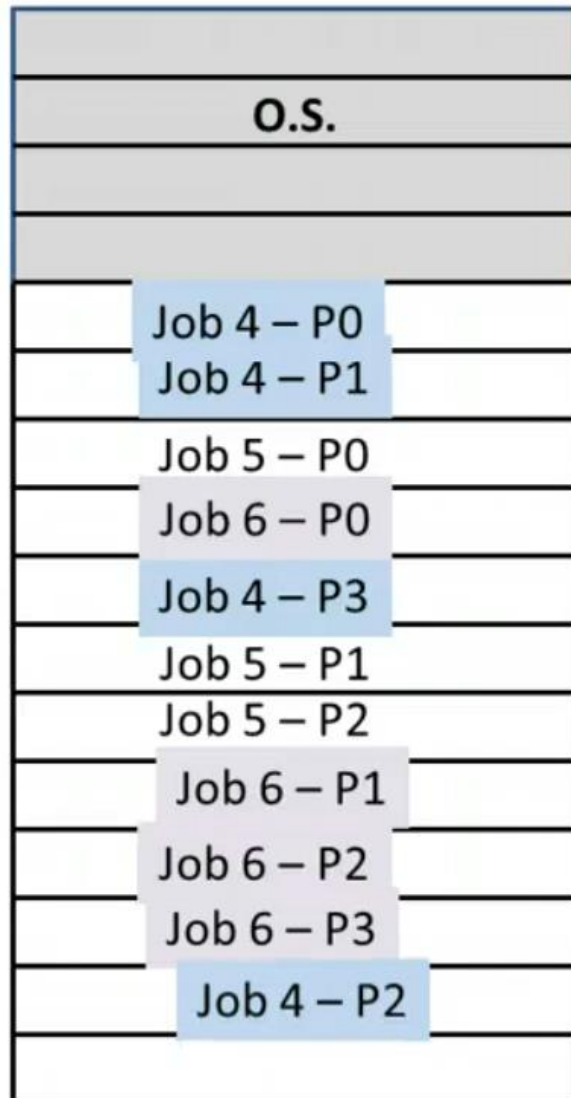 O.S.
Job 4 – P0
Job 4 – P1
Job 5 – P0
Job 6 – P0
Job 4 – P3
Job 5 – P1
Job 5 – P2
Job 6 – P1
Job 6 – P2
Job 6 – P3
Job 4 – P2